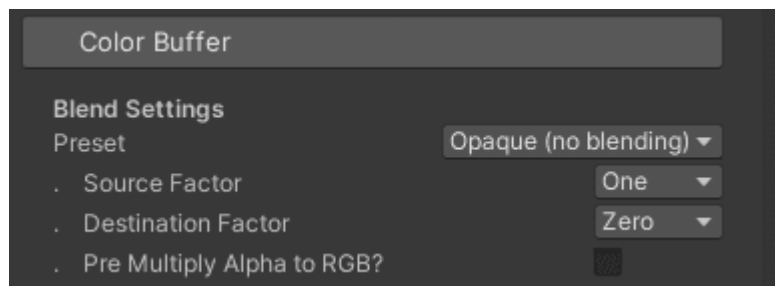 Color Buffer
Blend Settings
Preset Opaque (no blending)
. Source Factor One
. Destination Factor Zero
. Pre Multiply Alpha to RGB?